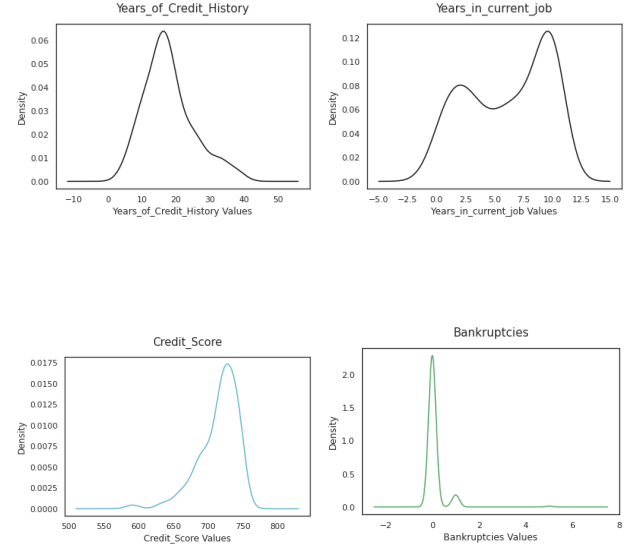 Years_of_Credit_History
Density
0.06
0.05
0.04
0.03
0.02
0.01
0.00
−10 0 10 20 30 40 50
Years_of_Credit_History Values
Years_in_current_job
Density
0.12
0.10
0.08
0.06
0.04
0.02
0.00
−5.0 −2.5 0.0 2.5 5.0 7.5 10.0 12.5 15.0
Years_in_current_job Values
Credit_Score
Density
0.0175
0.0150
0.0125
0.0100
0.0075
0.0050
0.0025
0.0000
500 550 600 650 700 750 800
Credit_Score Values
Bankruptcies
Density
2.0
1.5
1.0
0.5
0.0
−2 0 2 4 6 8
Bankruptcies Values